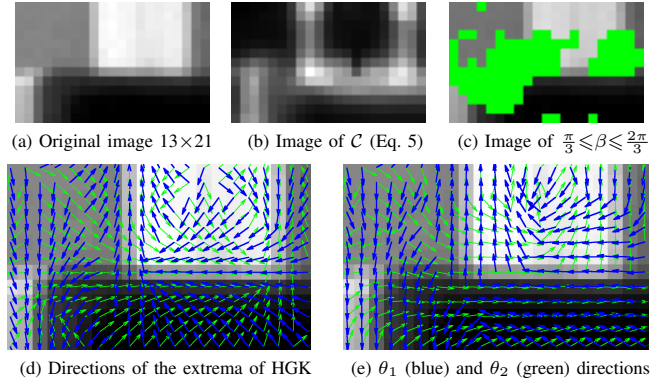 (a) Original image 13×21
(b) Image of 𝒞 (Eq. 5)
(c) Image of π/3 ⩽β⩽ 2π/3
(d) Directions of the extrema of HGK
(e) θ₁ (blue) and θ₂ (green) directions